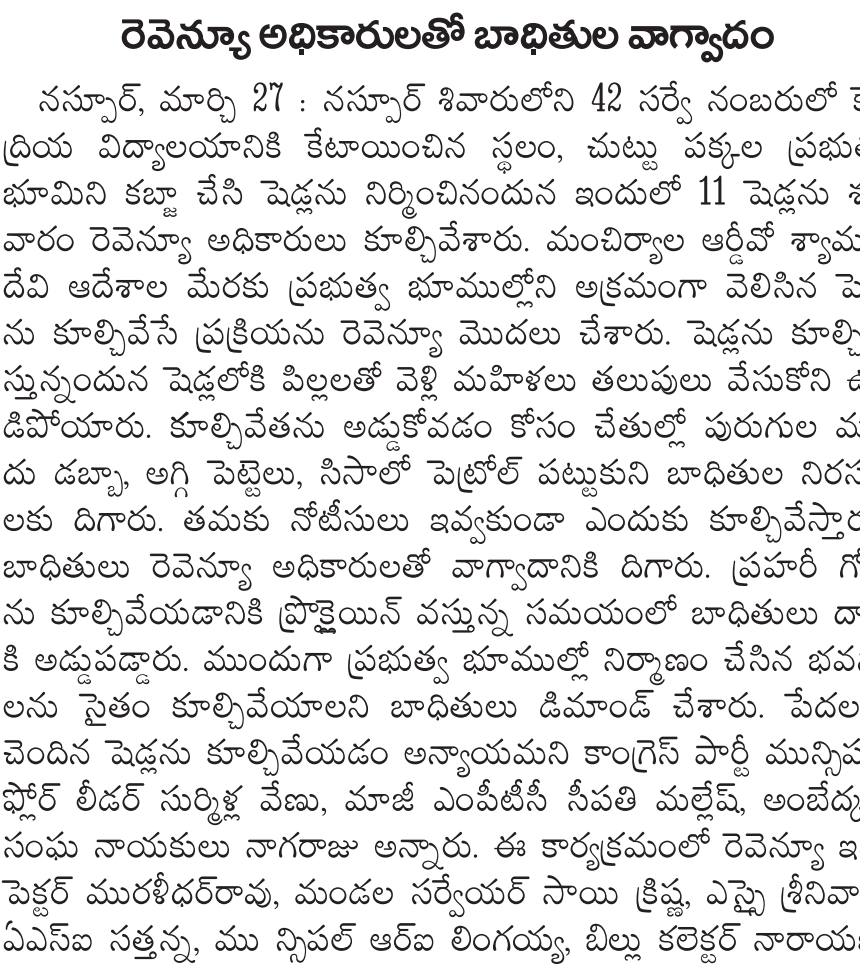 రెవెన్యూ అధికారులతో బాధితుల వాగ్వాదం
నస్పూర్, మార్చి 27 : నస్పూర్ శివారులోని 42 సర్వే నంబరులో
ద్రియ విద్యాలయానికి కేటాయించిన స్థలం, చుట్టు పక్కల ప్రభు
భూమిని కబ్జా చేసి షెడ్లను నిర్మించినందున ఇందులో 11 షెడ్లను
వారం రెవెన్యూ అధికారులు కూల్చివేశారు. మంచిర్యాల ఆర్డీవో శ్యామ
దేవి ఆదేశాల మేరకు ప్రభుత్వ భూముల్లోని అక్రమంగా వెలిసిన
ను కూల్చివేసే ప్రక్రియను రెవెన్యూ మొదలు చేశారు. షెడ్లను కూల్చి
స్తున్నందున షెడ్లలోకి పిల్లలతో వెళ్లి మహిళలు తలుపులు వేసుకోని
డిపోయారు. కూల్చివేతను అడ్డుకోవడం కోసం చేతుల్లో పురుగుల
దు డబ్బా, అగ్గి పెట్టెలు, సిసాలో పెట్రోల్ పట్టుకుని బాధితుల నిరస
లకు దిగారు. తమకు నోటీసులు ఇవ్వకుండా ఎందుకు కూల్చివేస్తార
బాధితులు రెవెన్యూ అధికారులతో వాగ్వాదానికి దిగారు. ప్రహరీ గో
ను కూల్చివేయడానికి ప్రొక్లైయిన్ వస్తున్న సమయంలో బాధితులు దా
కి అడ్డుపడ్డారు. ముందుగా ప్రభుత్వ భూముల్లో నిర్మాణం చేసిన భవ
లను సైతం కూల్చివేయాలని బాధితులు డిమాండ్ చేశారు. పేదల
చెందిన షెడ్లను కూల్చివేయడం అన్యాయమని కాంగ్రెస్ పార్టీ మున్సిప
ఫ్లోర్ లీడర్ సుర్మిళ్ల వేణు, మాజీ ఎంపీటీసీ సీపతి మల్లేష్, అంబేద్క
సంఘ నాయకులు నాగరాజు అన్నారు. ఈ కార్యక్రమంలో రెవెన్యూ ఇ
పెక్టర్ మురళీధర్‌రావు, మండల సర్వేయర్ సాయి క్రిష్ణ, ఎస్సై శ్రీనివా
ఏఎస్ఐ సత్తన్న, ము న్సిపల్ ఆర్ఐ లింగయ్య, బిల్లు కలెక్టర్ నారాయ